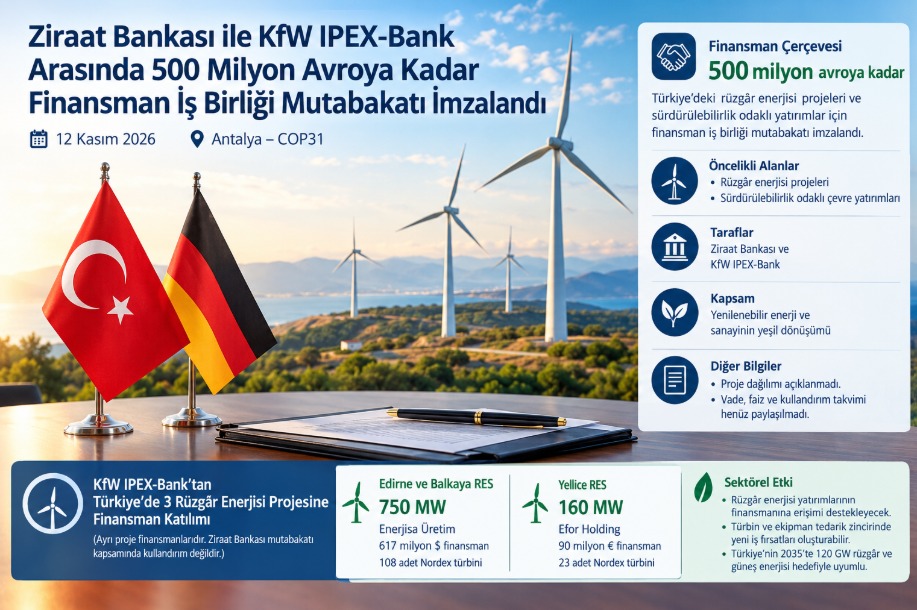 Ziraat Bankası ile KfW IPEX-Bank
Arasında 500 Milyon Avroya Kadar
Finansman İş Birliği Mutabakatı İmzalandı
12 Kasım 2026
Antalya – COP31
Finansman Çerçevesi
500 milyon avroya kadar
Türkiye'deki rüzgâr enerjisi projeleri ve
sürdürülebilirlik odaklı yatırımlar için
finansman iş birliği mutabakatı imzalandı.
Öncelikli Alanlar
• Rüzgâr enerjisi projeleri
• Sürdürülebilirlik odaklı çevre yatırımları
Taraflar
Ziraat Bankası ve
KfW IPEX-Bank
Kapsam
Yenilenebilir enerji ve
sanayinin yeşil dönüşümü
Diğer Bilgiler
• Proje dağılımı açıklanmadı.
• Vade, faiz ve kullandırım takvimi
henüz paylaşılmadı.
KfW IPEX-Bank'tan
Türkiye'de 3 Rüzgâr Enerjisi Projesine
Finansman Katılımı
(Ayrı proje finansmanlarıdır. Ziraat Bankası mutabakatı
kapsamında kullandırım değildir.)
Edirne ve Balkaya RES
750 MW
Enerjisa Üretim
617 milyon $ finansman
108 adet Nordex türbini
Yellice RES
160 MW
Efor Holding
90 milyon € finansman
23 adet Nordex türbini
Sektörel Etki
• Rüzgâr enerjisi yatırımlarının
finansmanına erişimi destekleyecek.
• Türbin ve ekipman tedarik zincirinde
yeni iş fırsatları oluşturabilir.
• Türkiye'nin 2035'te 120 GW rüzgâr ve
güneş enerjisi hedefiyle uyumlu.